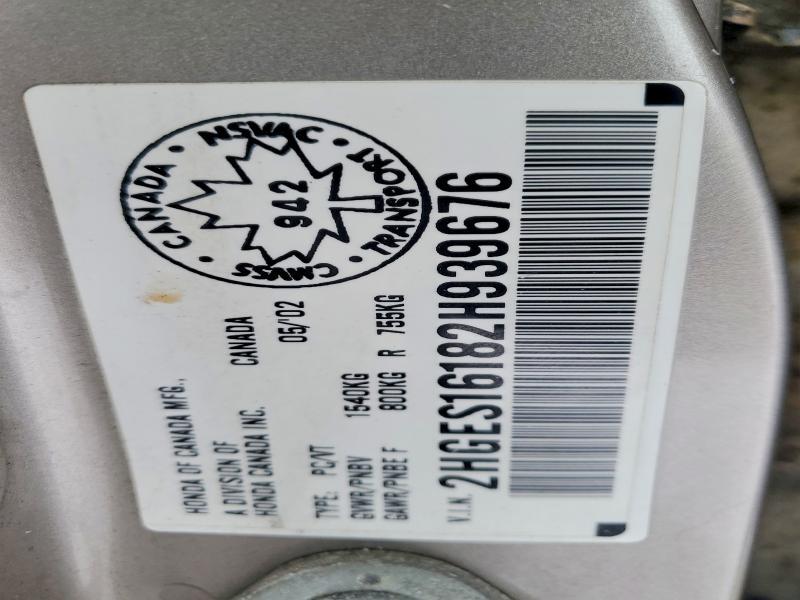 HONDA OF CANADA MFG.,
A DIVISION OF
HONDA CANADA INC.
CANADA
05/'02
TYPE: PC/VT
GWVR/PNBV 1540KG
GAWR/PNBE F 800KG R 755KG
V.I.N.
2HGES16182H939676
CANADA
TRANSPORT
CMVSS
NSVAC
942